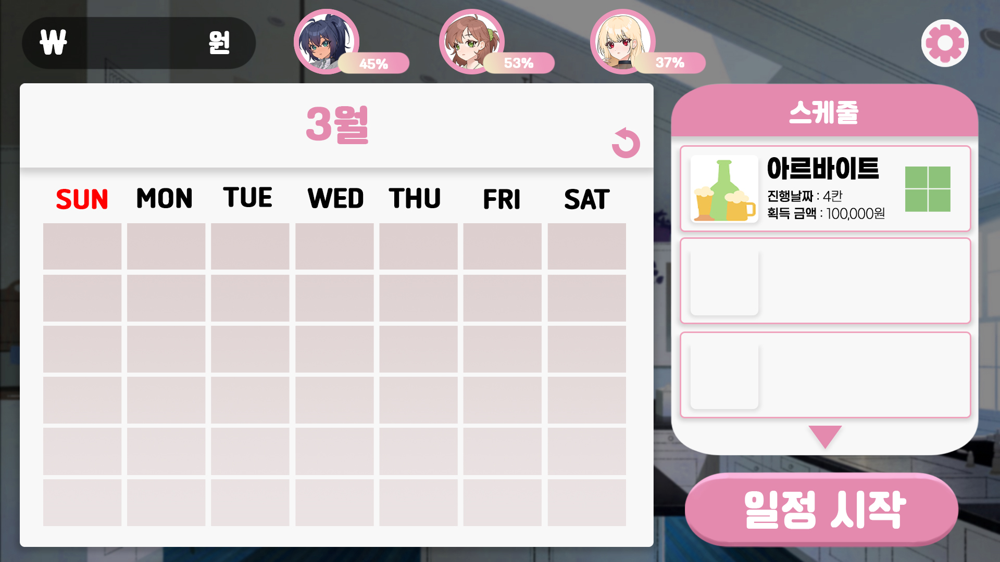 ₩ 원
45%
53%
37%
3월
SUN MON TUE WED THU FRI SAT
스케줄
아르바이트
진행날짜 : 4칸
획득 금액 : 100,000원
일정 시작